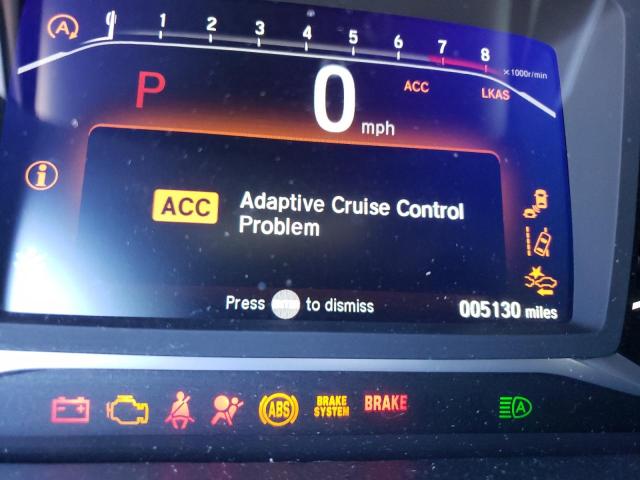 A
0 1 2 3 4 5 6 7 8
×1000r/min
P
0 mph
ACC
LKAS
i
ACC Adaptive Cruise Control
Problem
Press ENTER to dismiss
005130 miles
ABS
BRAKE
SYSTEM
BRAKE
A